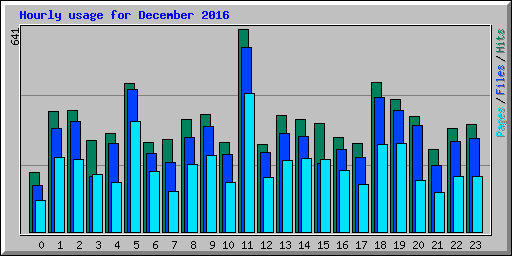 Hourly usage for December 2016
641
Pages/Files/Hits
0 1 2 3 4 5 6 7 8 9 10 11 12 13 14 15 16 17 18 19 20 21 22 23